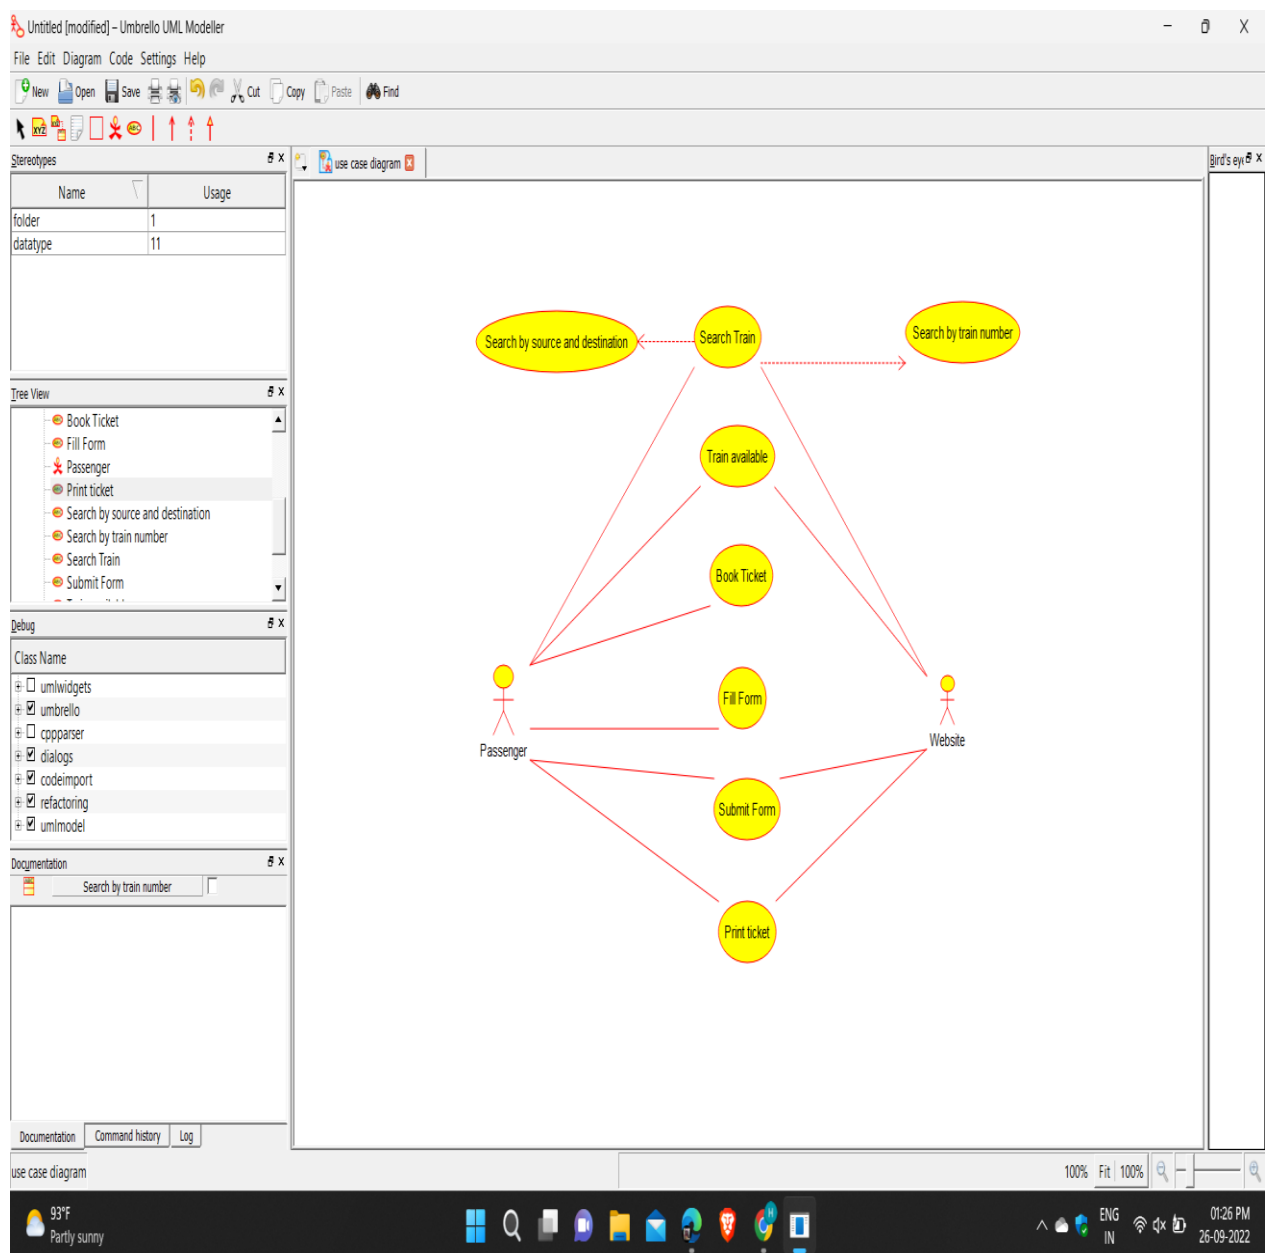 Untitled [modified] – Umbrello UML Modeller
File Edit Diagram Code Settings Help
New Open Save Cut Copy Paste Find
XYZ ABC
Stereotypes
use case diagram
Bird's eye
Name Usage
folder 1
datatype 11
Tree View
Book Ticket
Fill Form
Passenger
Print ticket
Search by source and destination
Search by train number
Search Train
Submit Form
Debug
Class Name
umlwidgets
umbrello
cppparser
dialogs
codeimport
refactoring
umlmodel
Documentation
Search by train number
Documentation Command history Log
Search by source and destination
Search Train
Search by train number
Train available
Book Ticket
Fill Form
Passenger
Website
Submit Form
Print ticket
use case diagram
100% Fit 100%
93°F
Partly sunny
H
ENG
IN
01:26 PM
26-09-2022